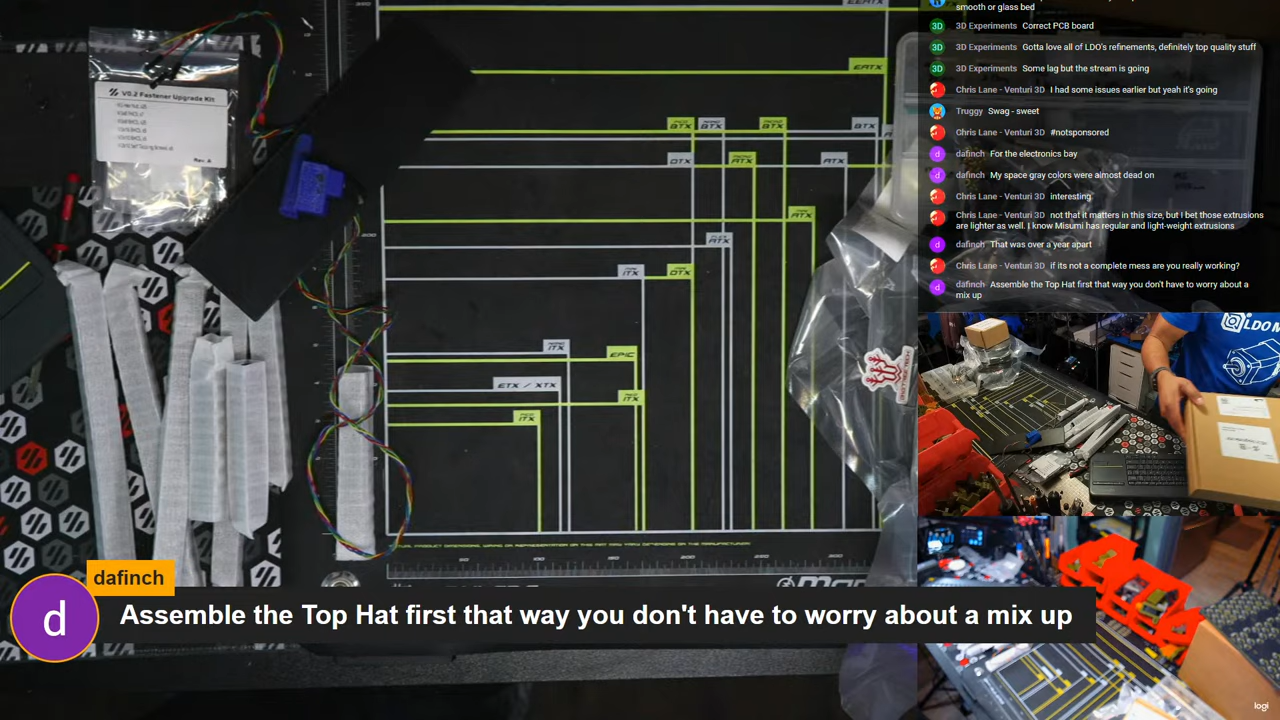 V0.2 Fastener Upgrade Kit
Rev. A
EEATX
EATX
BTX
BTX
BTX
BTX
DTX
ATX
ATX
ATX
ATX
ITX
DTX
ITX
EPIC
ETX / XTX
ITX
ITX
smooth or glass bed
3D Experiments Correct PCB board
3D Experiments Gotta love all of LDO's refinements, definitely top quality stuff
3D Experiments Some lag but the stream is going
Chris Lane - Venturi 3D I had some issues earlier but yeah it's going
Truggy Swag - sweet
Chris Lane - Venturi 3D #notsponsored
dafinch For the electronics bay
dafinch My space gray colors were almost dead on
Chris Lane - Venturi 3D interesting
Chris Lane - Venturi 3D not that it matters in this size, but I bet those extrusions
are lighter as well. I know Misumi has regular and light-weight extrusions
dafinch That was over a year apart
Chris Lane - Venturi 3D if its not a complete mess are you really working?
dafinch Assemble the Top Hat first that way you don't have to worry about a
mix up
LDO
dafinch
d Assemble the Top Hat first that way you don't have to worry about a mix up
logi